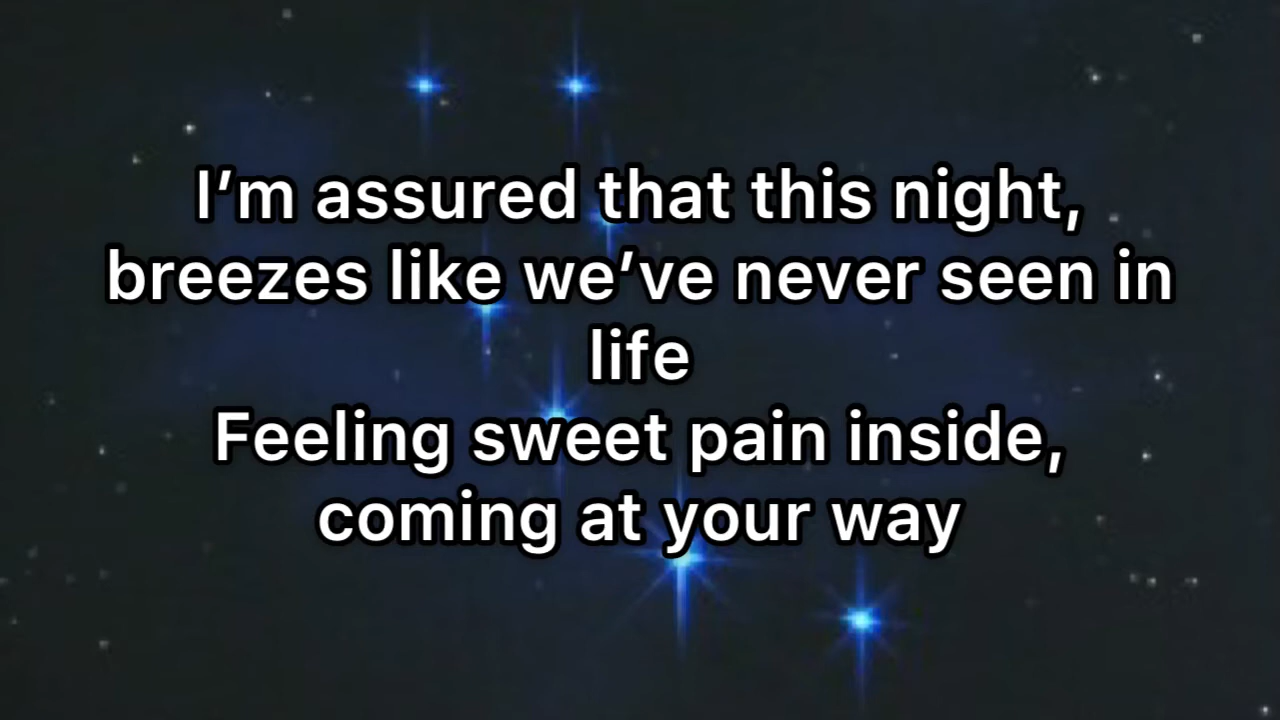 I’m assured that this night,
breezes like we’ve never seen in
life
Feeling sweet pain inside,
coming at your way